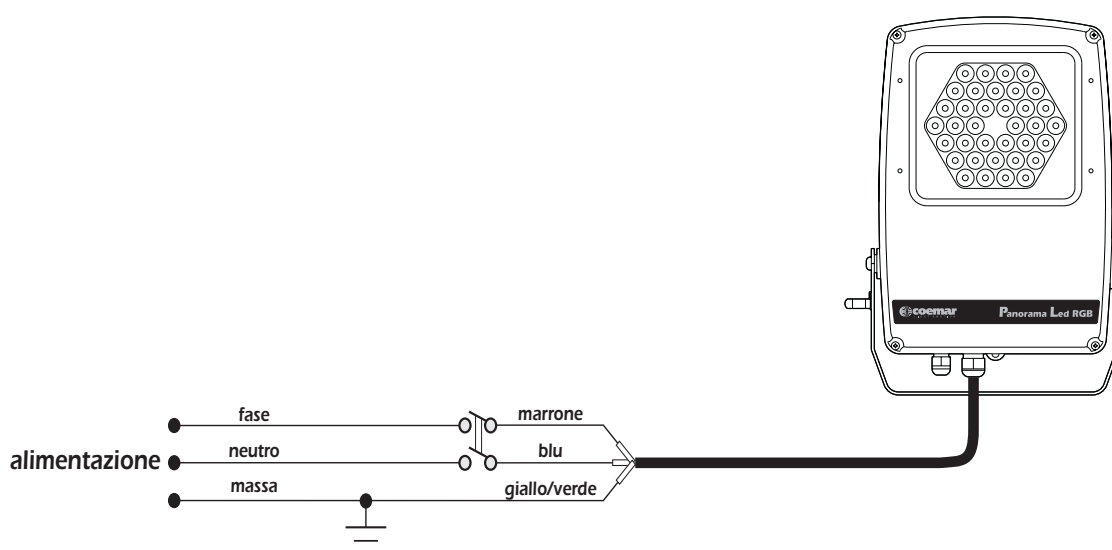 coemar Panorama Led RGB
fase marrone
alimentazione neutro blu
massa giallo/verde